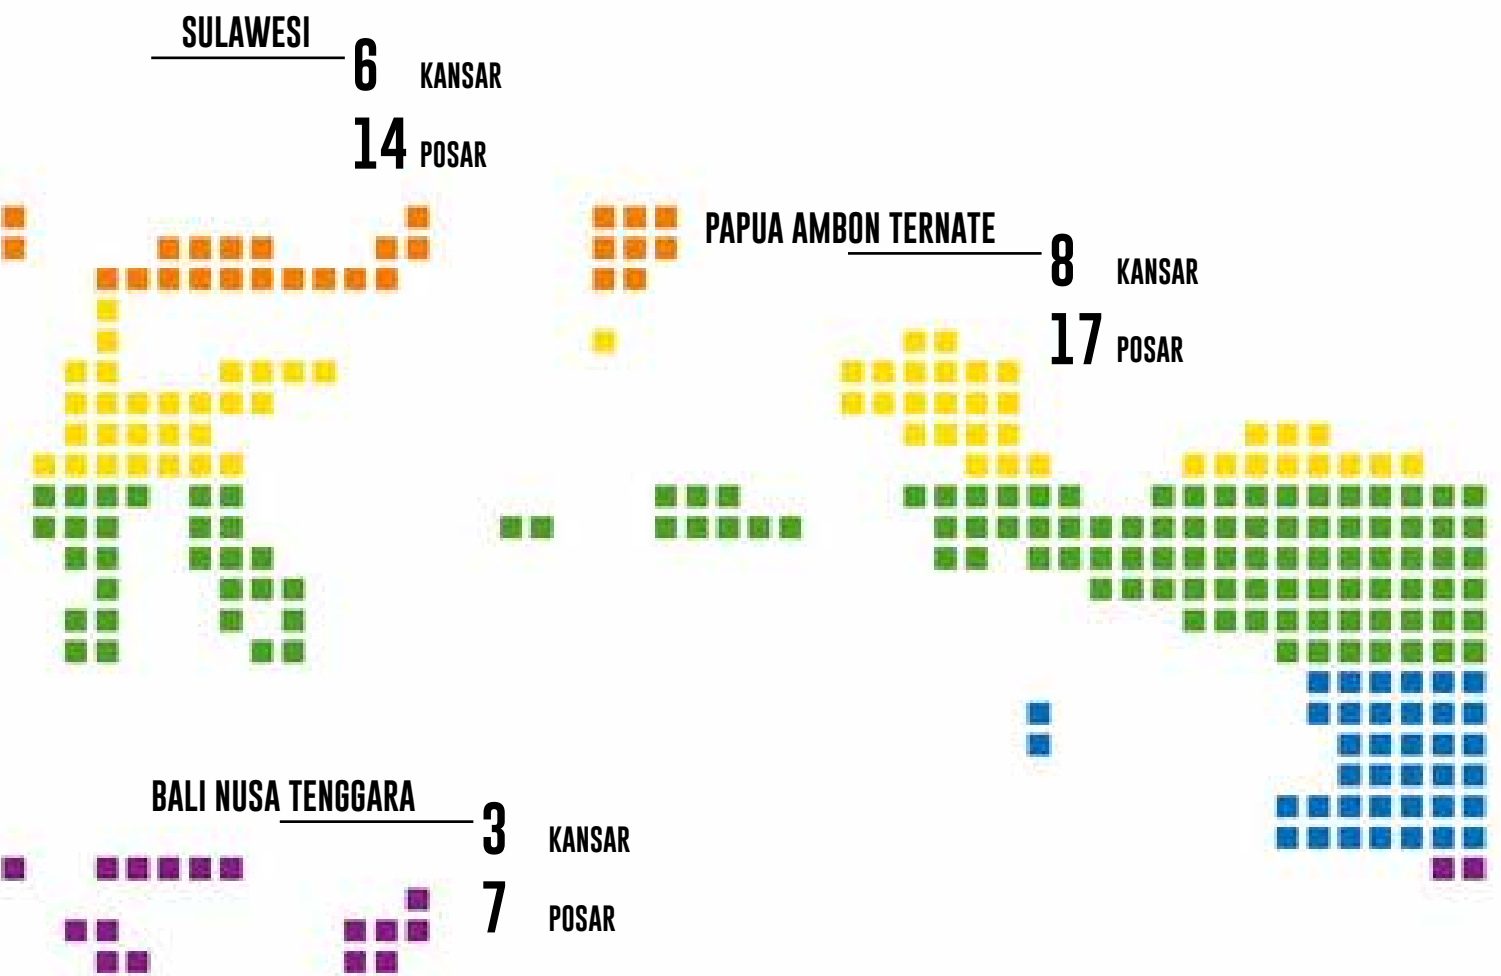 SULAWESI
6 KANSAR
14 POSAR
PAPUA AMBON TERNATE
8 KANSAR
17 POSAR
BALI NUSA TENGGARA
3 KANSAR
7 POSAR